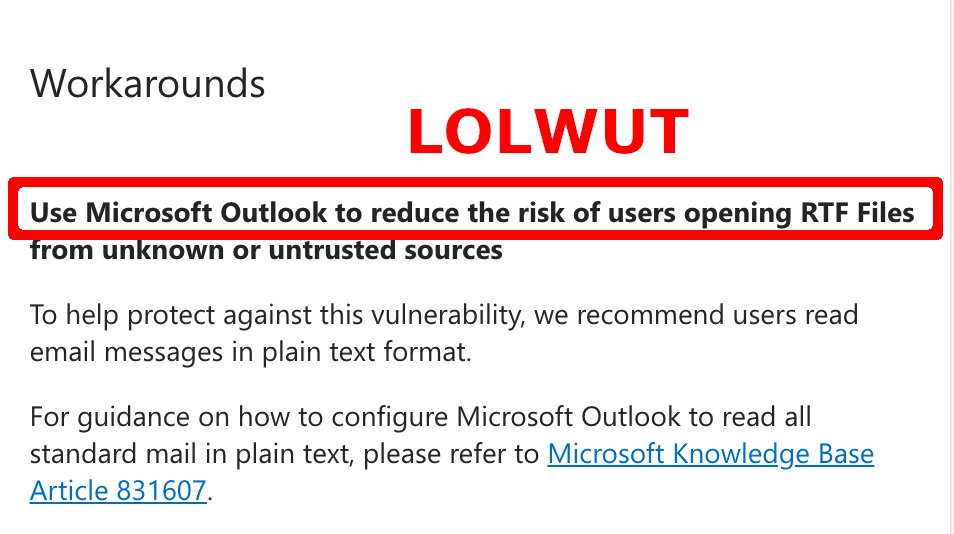 Workarounds
LOLWUT
Use Microsoft Outlook to reduce the risk of users opening RTF Files
from unknown or untrusted sources
To help protect against this vulnerability, we recommend users read
email messages in plain text format.
For guidance on how to configure Microsoft Outlook to read all
standard mail in plain text, please refer to Microsoft Knowledge Base
Article 831607.